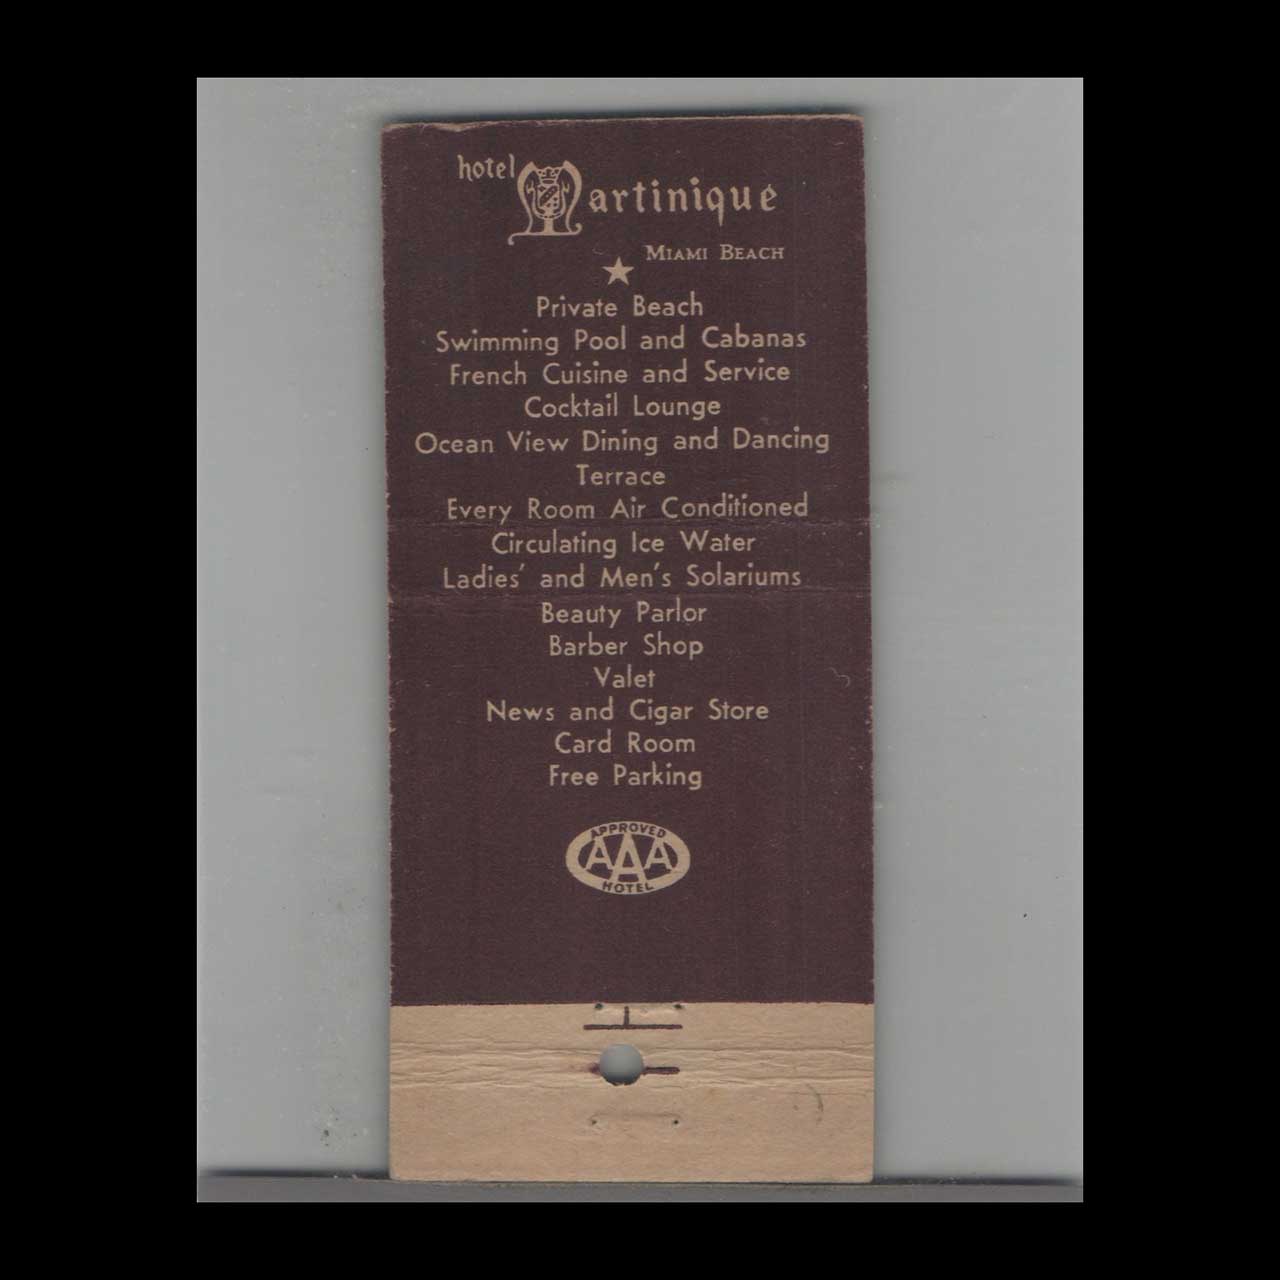 hotel Martinique
MIAMI BEACH
Private Beach
Swimming Pool and Cabanas
French Cuisine and Service
Cocktail Lounge
Ocean View Dining and Dancing
Terrace
Every Room Air Conditioned
Circulating Ice Water
Ladies' and Men's Solariums
Beauty Parlor
Barber Shop
Valet
News and Cigar Store
Card Room
Free Parking
APPROVED
AAA
HOTEL